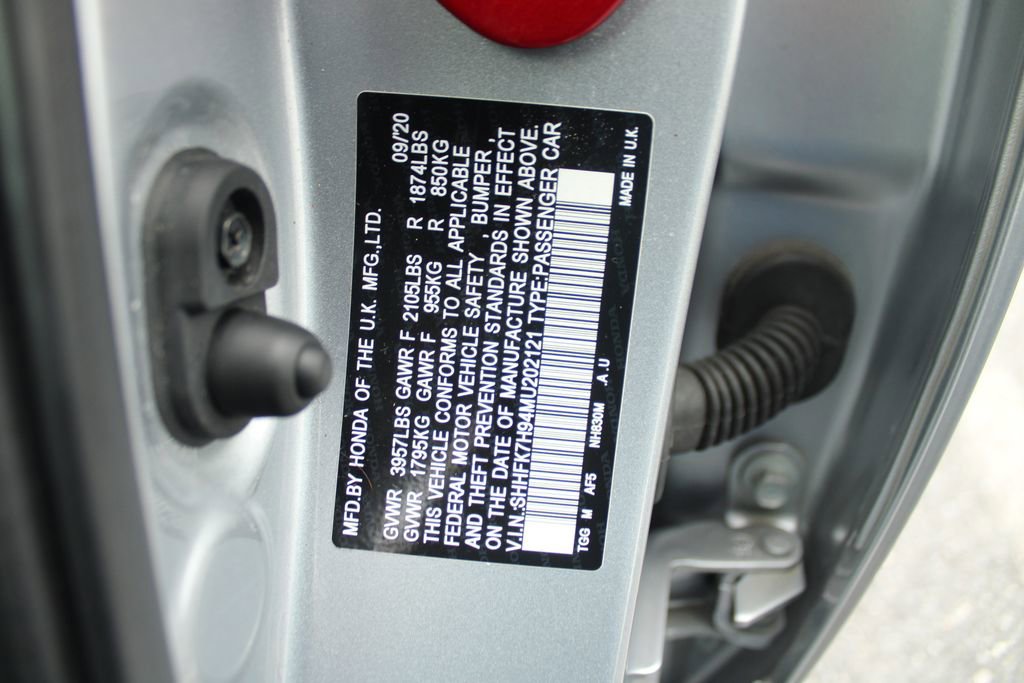 MFD.BY HONDA OF THE U.K. MFG.,LTD. 09/'20
GVWR 3957LBS GAWR F 2105LBS R 1874LBS
GVWR 1795KG GAWR F 955KG R 850KG
THIS VEHICLE CONFORMS TO ALL APPLICABLE
FEDERAL MOTOR VEHICLE SAFETY , BUMPER ,
AND THEFT PREVENTION STANDARDS IN EFFECT
ON THE DATE OF MANUFACTURE SHOWN ABOVE.
V.I.N.:SHHFK7H94MU202121 TYPE:PASSENGER CAR
TGG M AF5 NH830M .A.U MADE IN U.K.